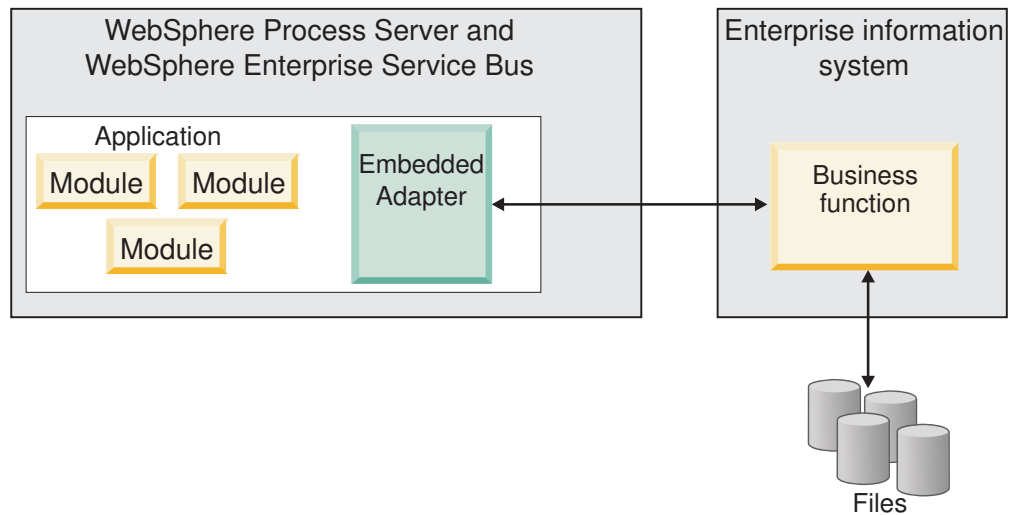 WebSphere Process Server and
WebSphere Enterprise Service Bus
Application
Module
Module
Module
Embedded
Adapter
Enterprise information
system
Business
function
Files